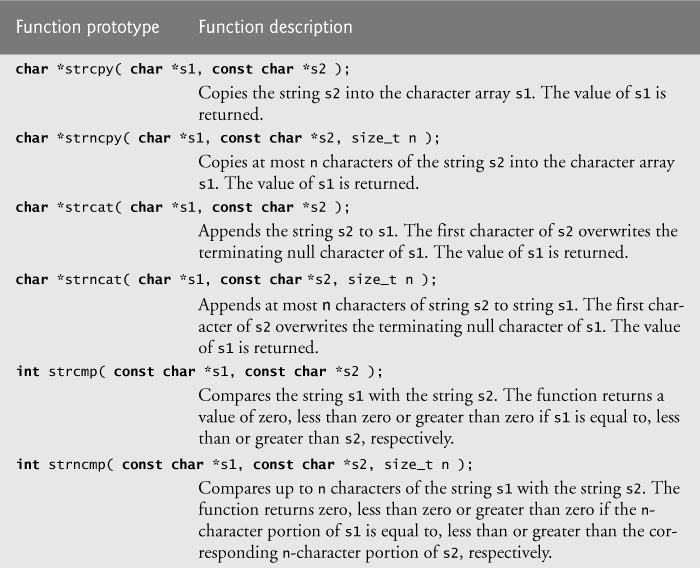 Function prototype Function description
char *strcpy( char *s1, const char *s2 );
Copies the string s2 into the character array s1. The value of s1 is
returned.
char *strncpy( char *s1, const char *s2, size_t n );
Copies at most n characters of the string s2 into the character array
s1. The value of s1 is returned.
char *strcat( char *s1, const char *s2 );
Appends the string s2 to s1. The first character of s2 overwrites the
terminating null character of s1. The value of s1 is returned.
char *strncat( char *s1, const char *s2, size_t n );
Appends at most n characters of string s2 to string s1. The first char-
acter of s2 overwrites the terminating null character of s1. The value
of s1 is returned.
int strcmp( const char *s1, const char *s2 );
Compares the string s1 with the string s2. The function returns a
value of zero, less than zero or greater than zero if s1 is equal to, less
than or greater than s2, respectively.
int strncmp( const char *s1, const char *s2, size_t n );
Compares up to n characters of the string s1 with the string s2. The
function returns zero, less than zero or greater than zero if the n-
character portion of s1 is equal to, less than or greater than the cor-
responding n-character portion of s2, respectively.